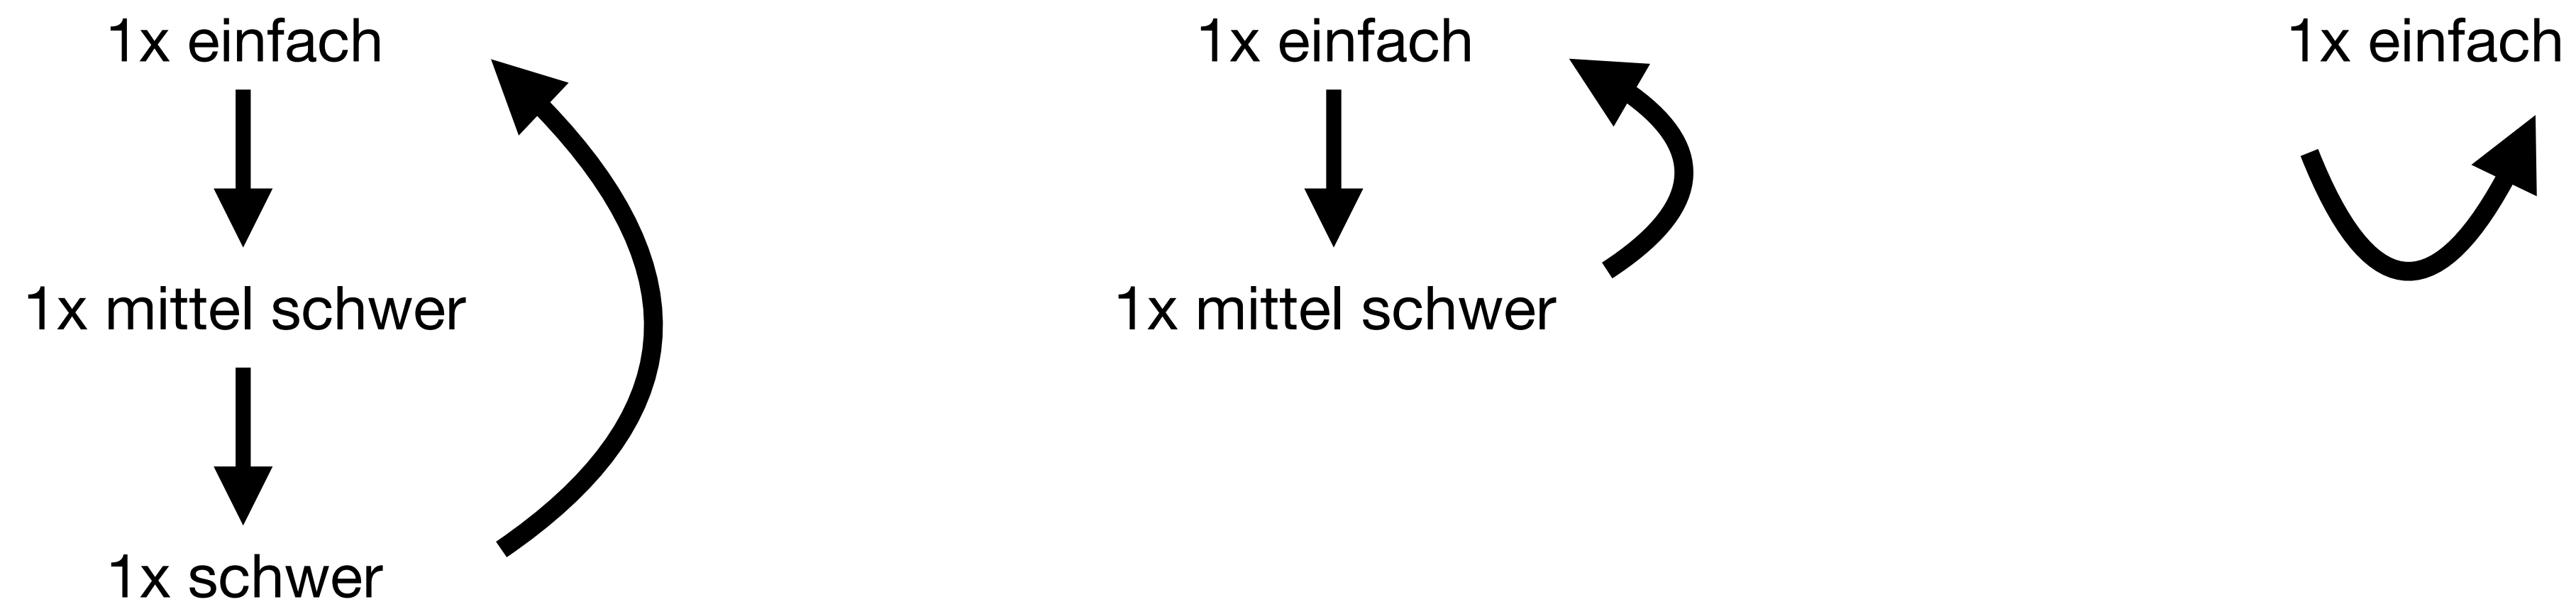 1x einfach
1x mittel schwer
1x schwer
1x einfach
1x mittel schwer
1x einfach